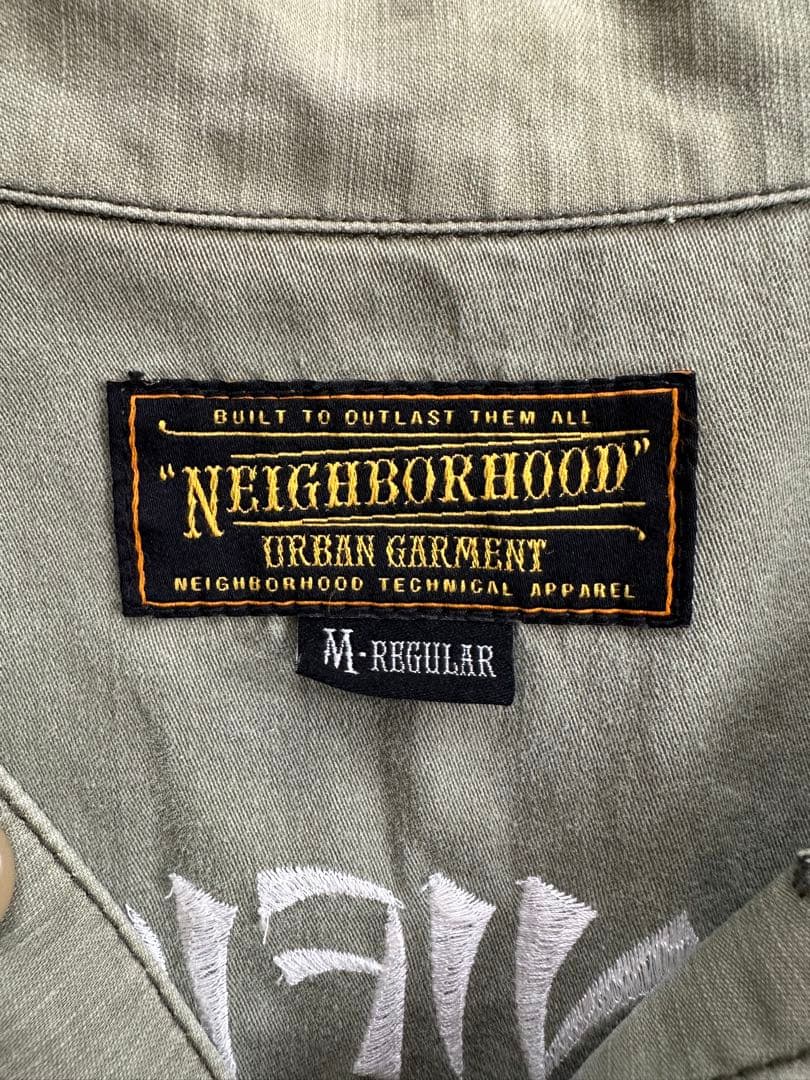 BUILT TO OUTLAST THEM ALL
"NEIGHBORHOOD"
URBAN GARMENT
NEIGHBORHOOD TECHNICAL APPAREL
M-REGULAR